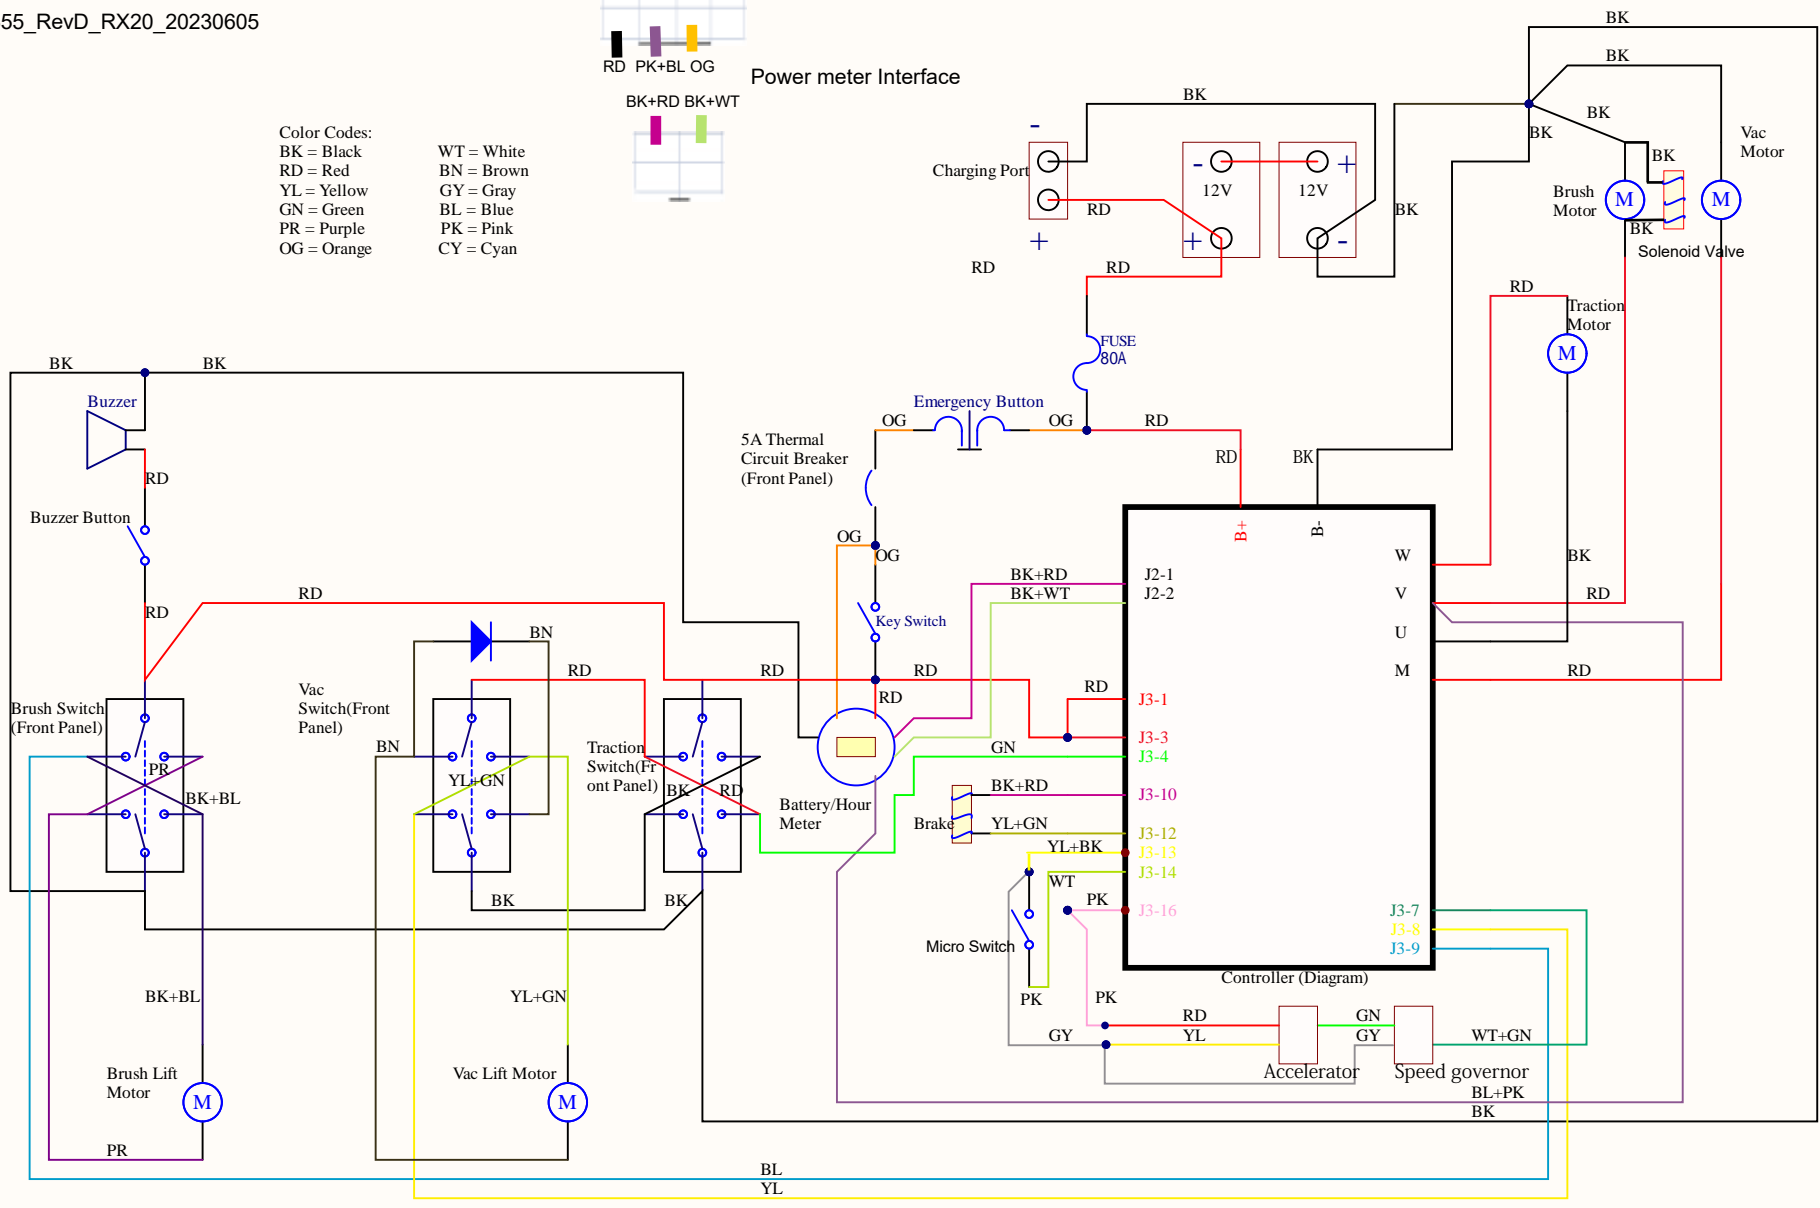 55_RevD_RX20_20230605
RD PK+BL OG
Power meter Interface
BK+RD BK+WT
Color Codes:
BK = Black
WT = White
RD = Red
BN = Brown
YL = Yellow
GY = Gray
GN = Green
BL = Blue
PR = Purple
PK = Pink
OG = Orange
CY = Cyan
BK
BK
BK
BK
BK
BK
Vac
Motor
-
Charging Port
+
RD
- +
12V 12V
+ -
BK
Brush
Motor
M
M
BK
Solenoid Valve
RD
RD
RD
Traction
Motor
M
FUSE
80A
BK
BK
Buzzer
Emergency Button
OG
OG
RD
5A Thermal
Circuit Breaker
(Front Panel)
RD
BK
RD
Buzzer Button
OG
OG
B+
B-
W
BK
BK+RD
J2-1
BK+WT
J2-2
V
RD
RD
RD
Key Switch
U
BN
RD
RD
RD
M
RD
Vac
Switch(Front
Panel)
RD
RD
J3-1
Brush Switch
(Front Panel)
J3-3
BN
Traction
Switch(Fr
ont Panel)
GN
J3-4
PR
YL+GN
BK
RD
BK+BL
BK+RD
J3-10
Battery/Hour
Meter
Brake
YL+GN
J3-12
YL+BK
J3-13
WT
J3-14
BK
BK
PK
J3-16
J3-7
J3-8
J3-9
Micro Switch
Controller (Diagram)
BK+BL
YL+GN
PK
PK
RD
GN
GY
YL
GY
WT+GN
Brush Lift
Motor
M
Vac Lift Motor
M
Accelerator
Speed governor
BL+PK
BK
PR
BL
YL